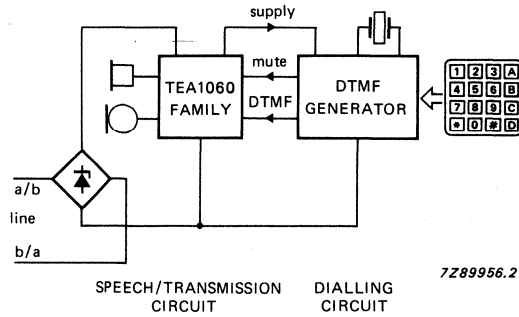 supply
mute
DTMF
TEA1060
FAMILY
DTMF
GENERATOR
1 2 3 A
4 5 6 B
7 8 9 C
* 0 # D
a/b
line
b/a
7Z89956.2
SPEECH/TRANSMISSION
CIRCUIT
DIALLING
CIRCUIT